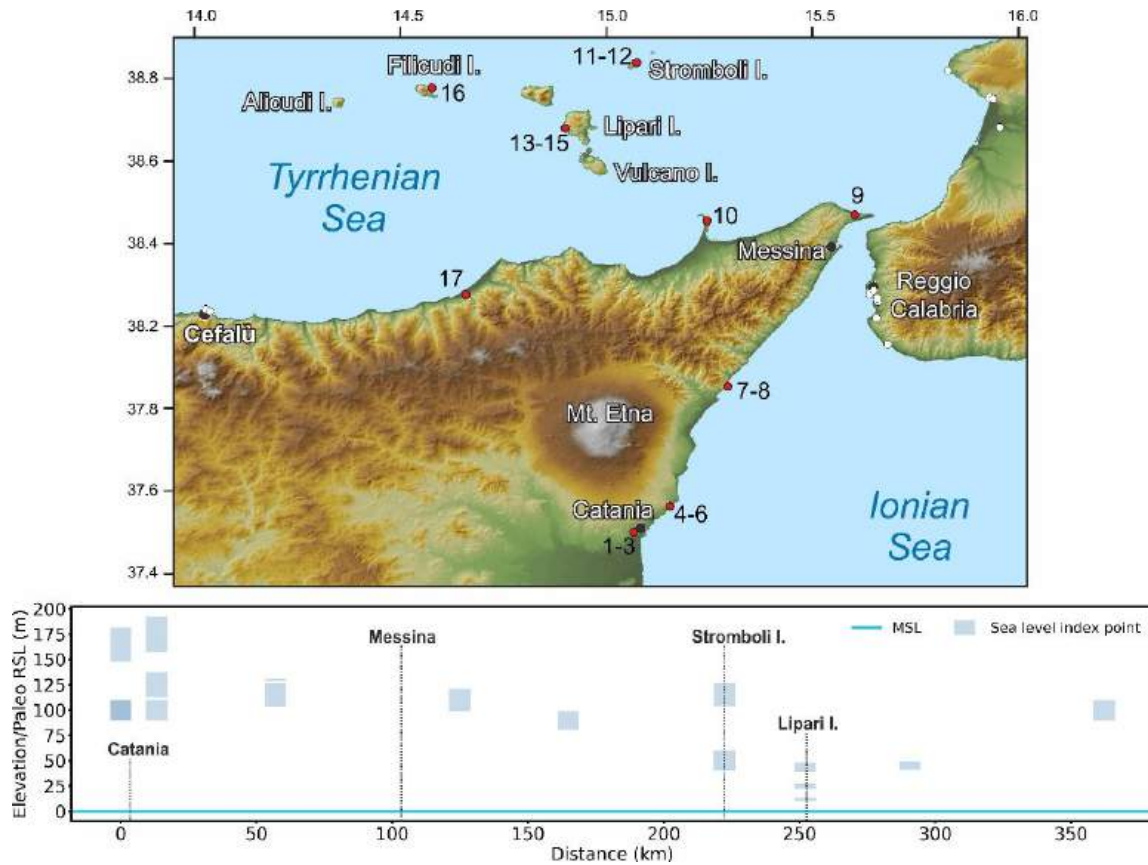 14.0 14.5 15.0 15.5 16.0
11-12
38.8
Filicudi I.
Stromboli I.
16
Alicudi I.
Lipari I.
13-15
38.6
Vulcano I.
Tyrrhenian
Sea
9
10
38.4
Messina
17
Reggio
Calabria
38.2
Cefalù
37.8
7-8
Mt. Etna
37.6
Catania
4-6
Ionian
Sea
1-3
37.4
200
175
150
125
100
75
50
25
0
Elevation/Paleo RSL (m)
Messina
Stromboli I.
MSL
Sea level index point
Lipari I.
Catania
0 50 100 150 200 250 300 350
Distance (km)